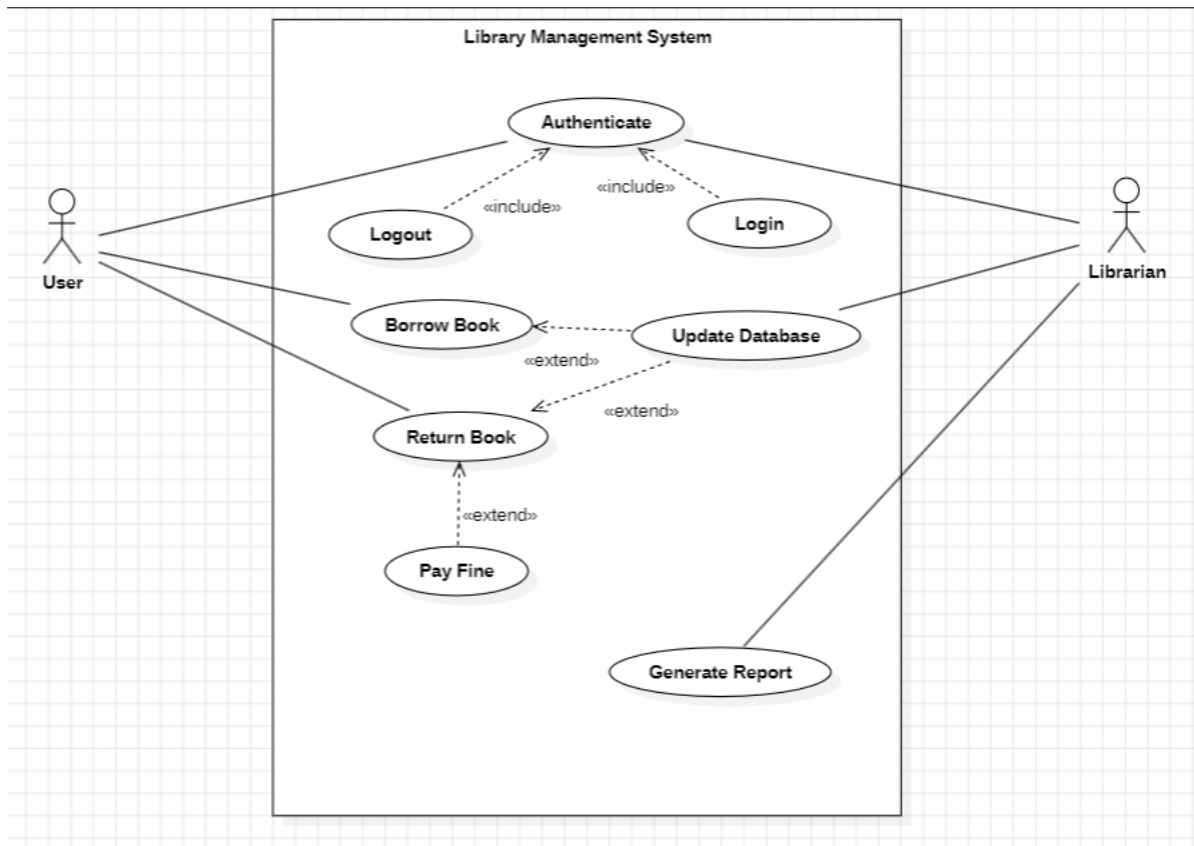 Library Management System
Authenticate
«include»
«include»
Logout
Login
User
Librarian
Borrow Book
Update Database
«extend»
«extend»
Return Book
«extend»
Pay Fine
Generate Report